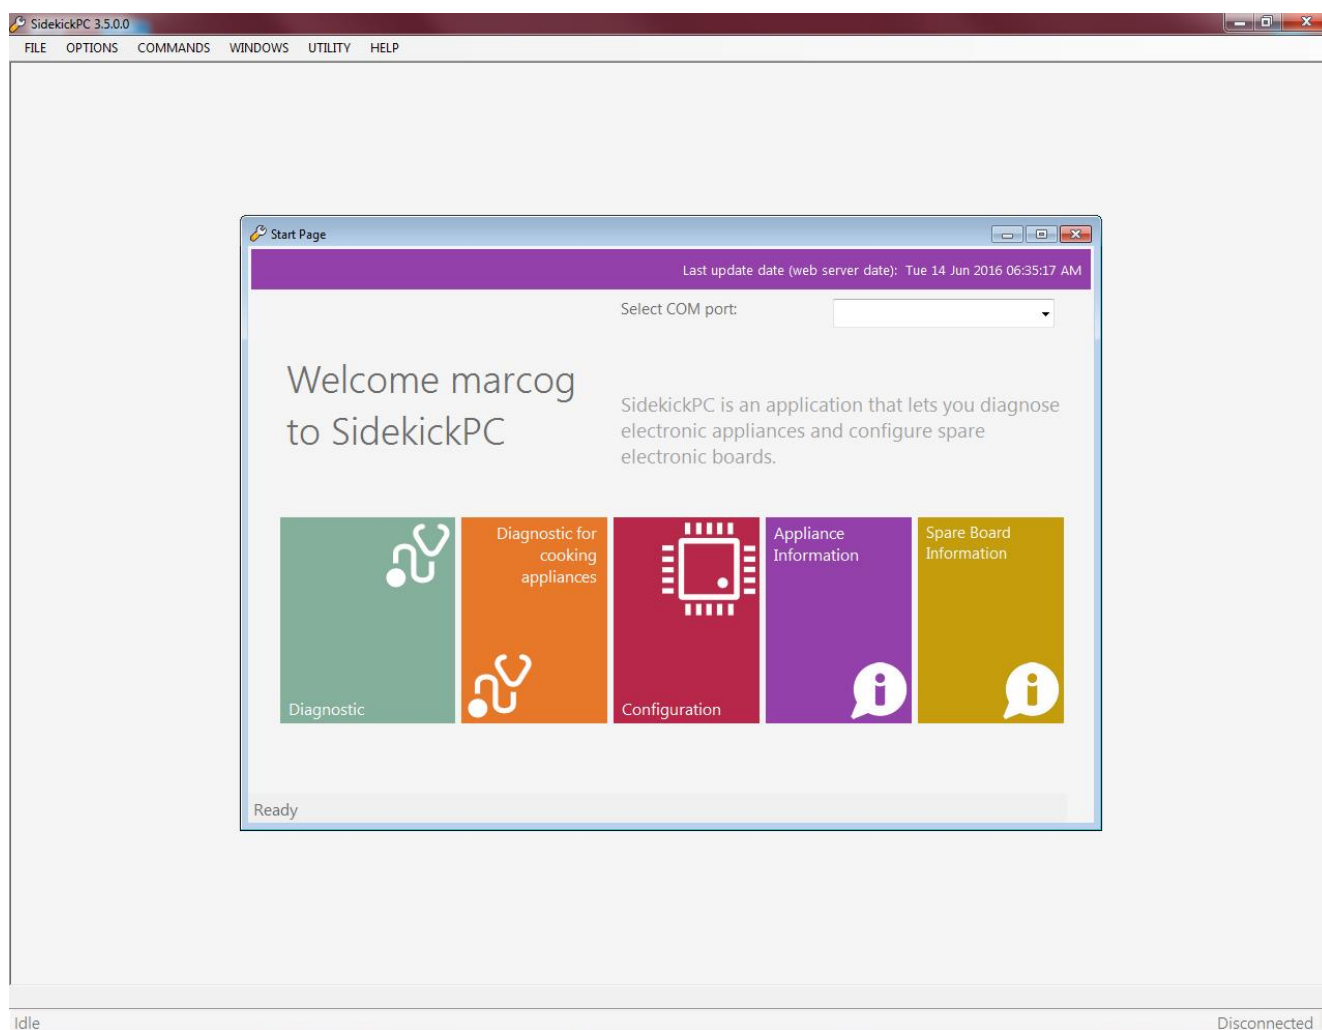 SidekickPC 3.5.0.0
FILE OPTIONS COMMANDS WINDOWS UTILITY HELP
Start Page
Last update date (web server date): Tue 14 Jun 2016 06:35:17 AM
Select COM port:
Welcome marcog
to SidekickPC
SidekickPC is an application that lets you diagnose
electronic appliances and configure spare
electronic boards.
Diagnostic
Diagnostic for
cooking
appliances
Configuration
Appliance
Information
Spare Board
Information
Ready
Idle
Disconnected